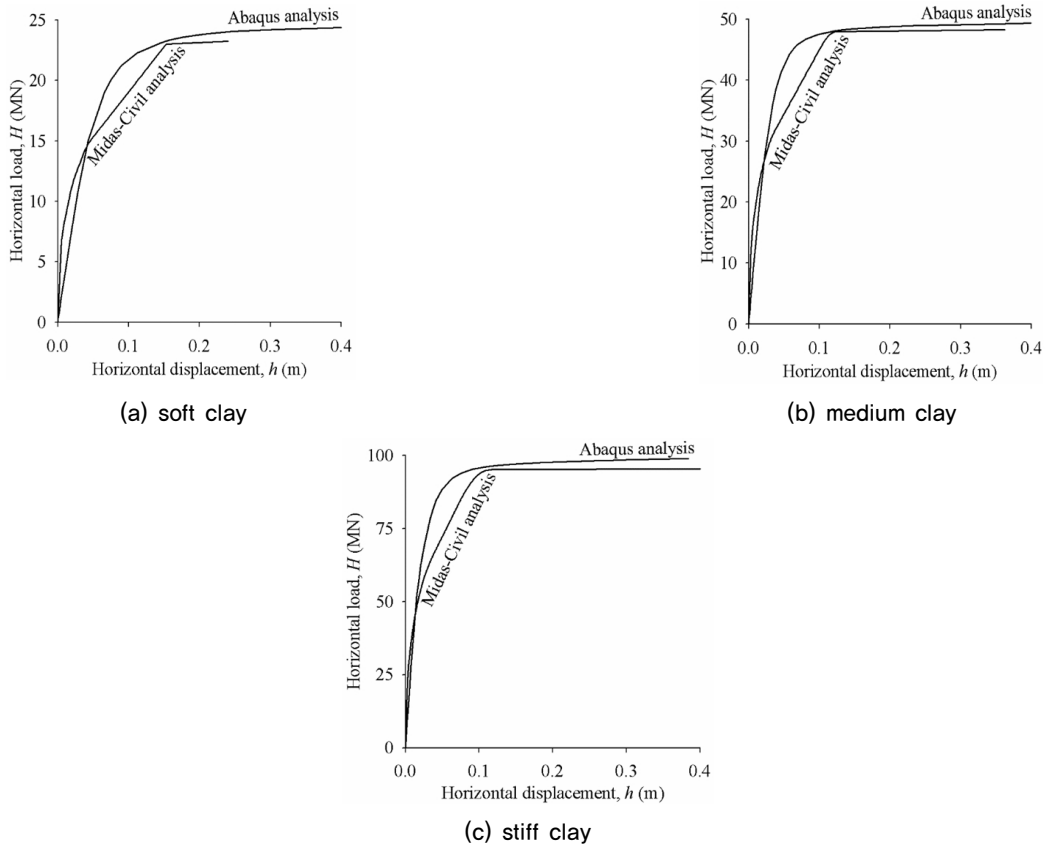 Abaqus analysis
Midas-Civil analysis
Horizontal load, H (MN)
25
20
15
10
5
0
0.0 0.1 0.2 0.3 0.4
Horizontal displacement, h (m)
(a) soft clay
Abaqus analysis
Midas-Civil analysis
Horizontal load, H (MN)
50
40
30
20
10
0
0.0 0.1 0.2 0.3 0.4
Horizontal displacement, h (m)
(b) medium clay
Abaqus analysis
Midas-Civil analysis
Horizontal load, H (MN)
100
75
50
25
0
0.0 0.1 0.2 0.3 0.4
Horizontal displacement, h (m)
(c) stiff clay